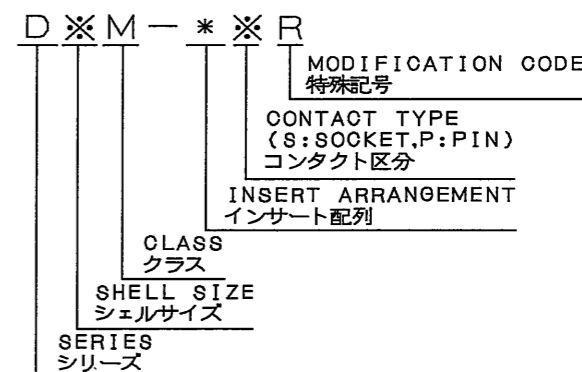 D※M-*※R
MODIFICATION CODE
特殊記号
CONTACT TYPE
(S:SOCKET,P:PIN)
コンタクト区分
INSERT ARRANGEMENT
インサート配列
CLASS
クラス
SHELL SIZE
シェルサイズ
SERIES
シリーズ